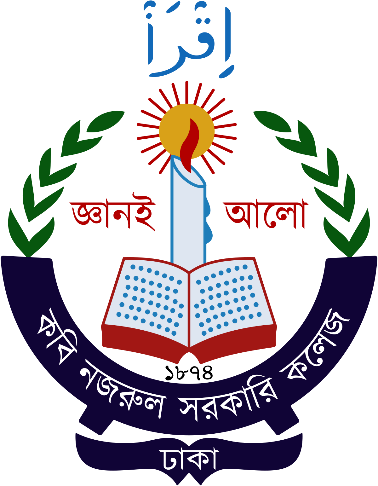 اِقْرَأْ
জ্ঞানই আলো
১৮৭৪
কবি নজরুল সরকারি কলেজ
ঢাকা